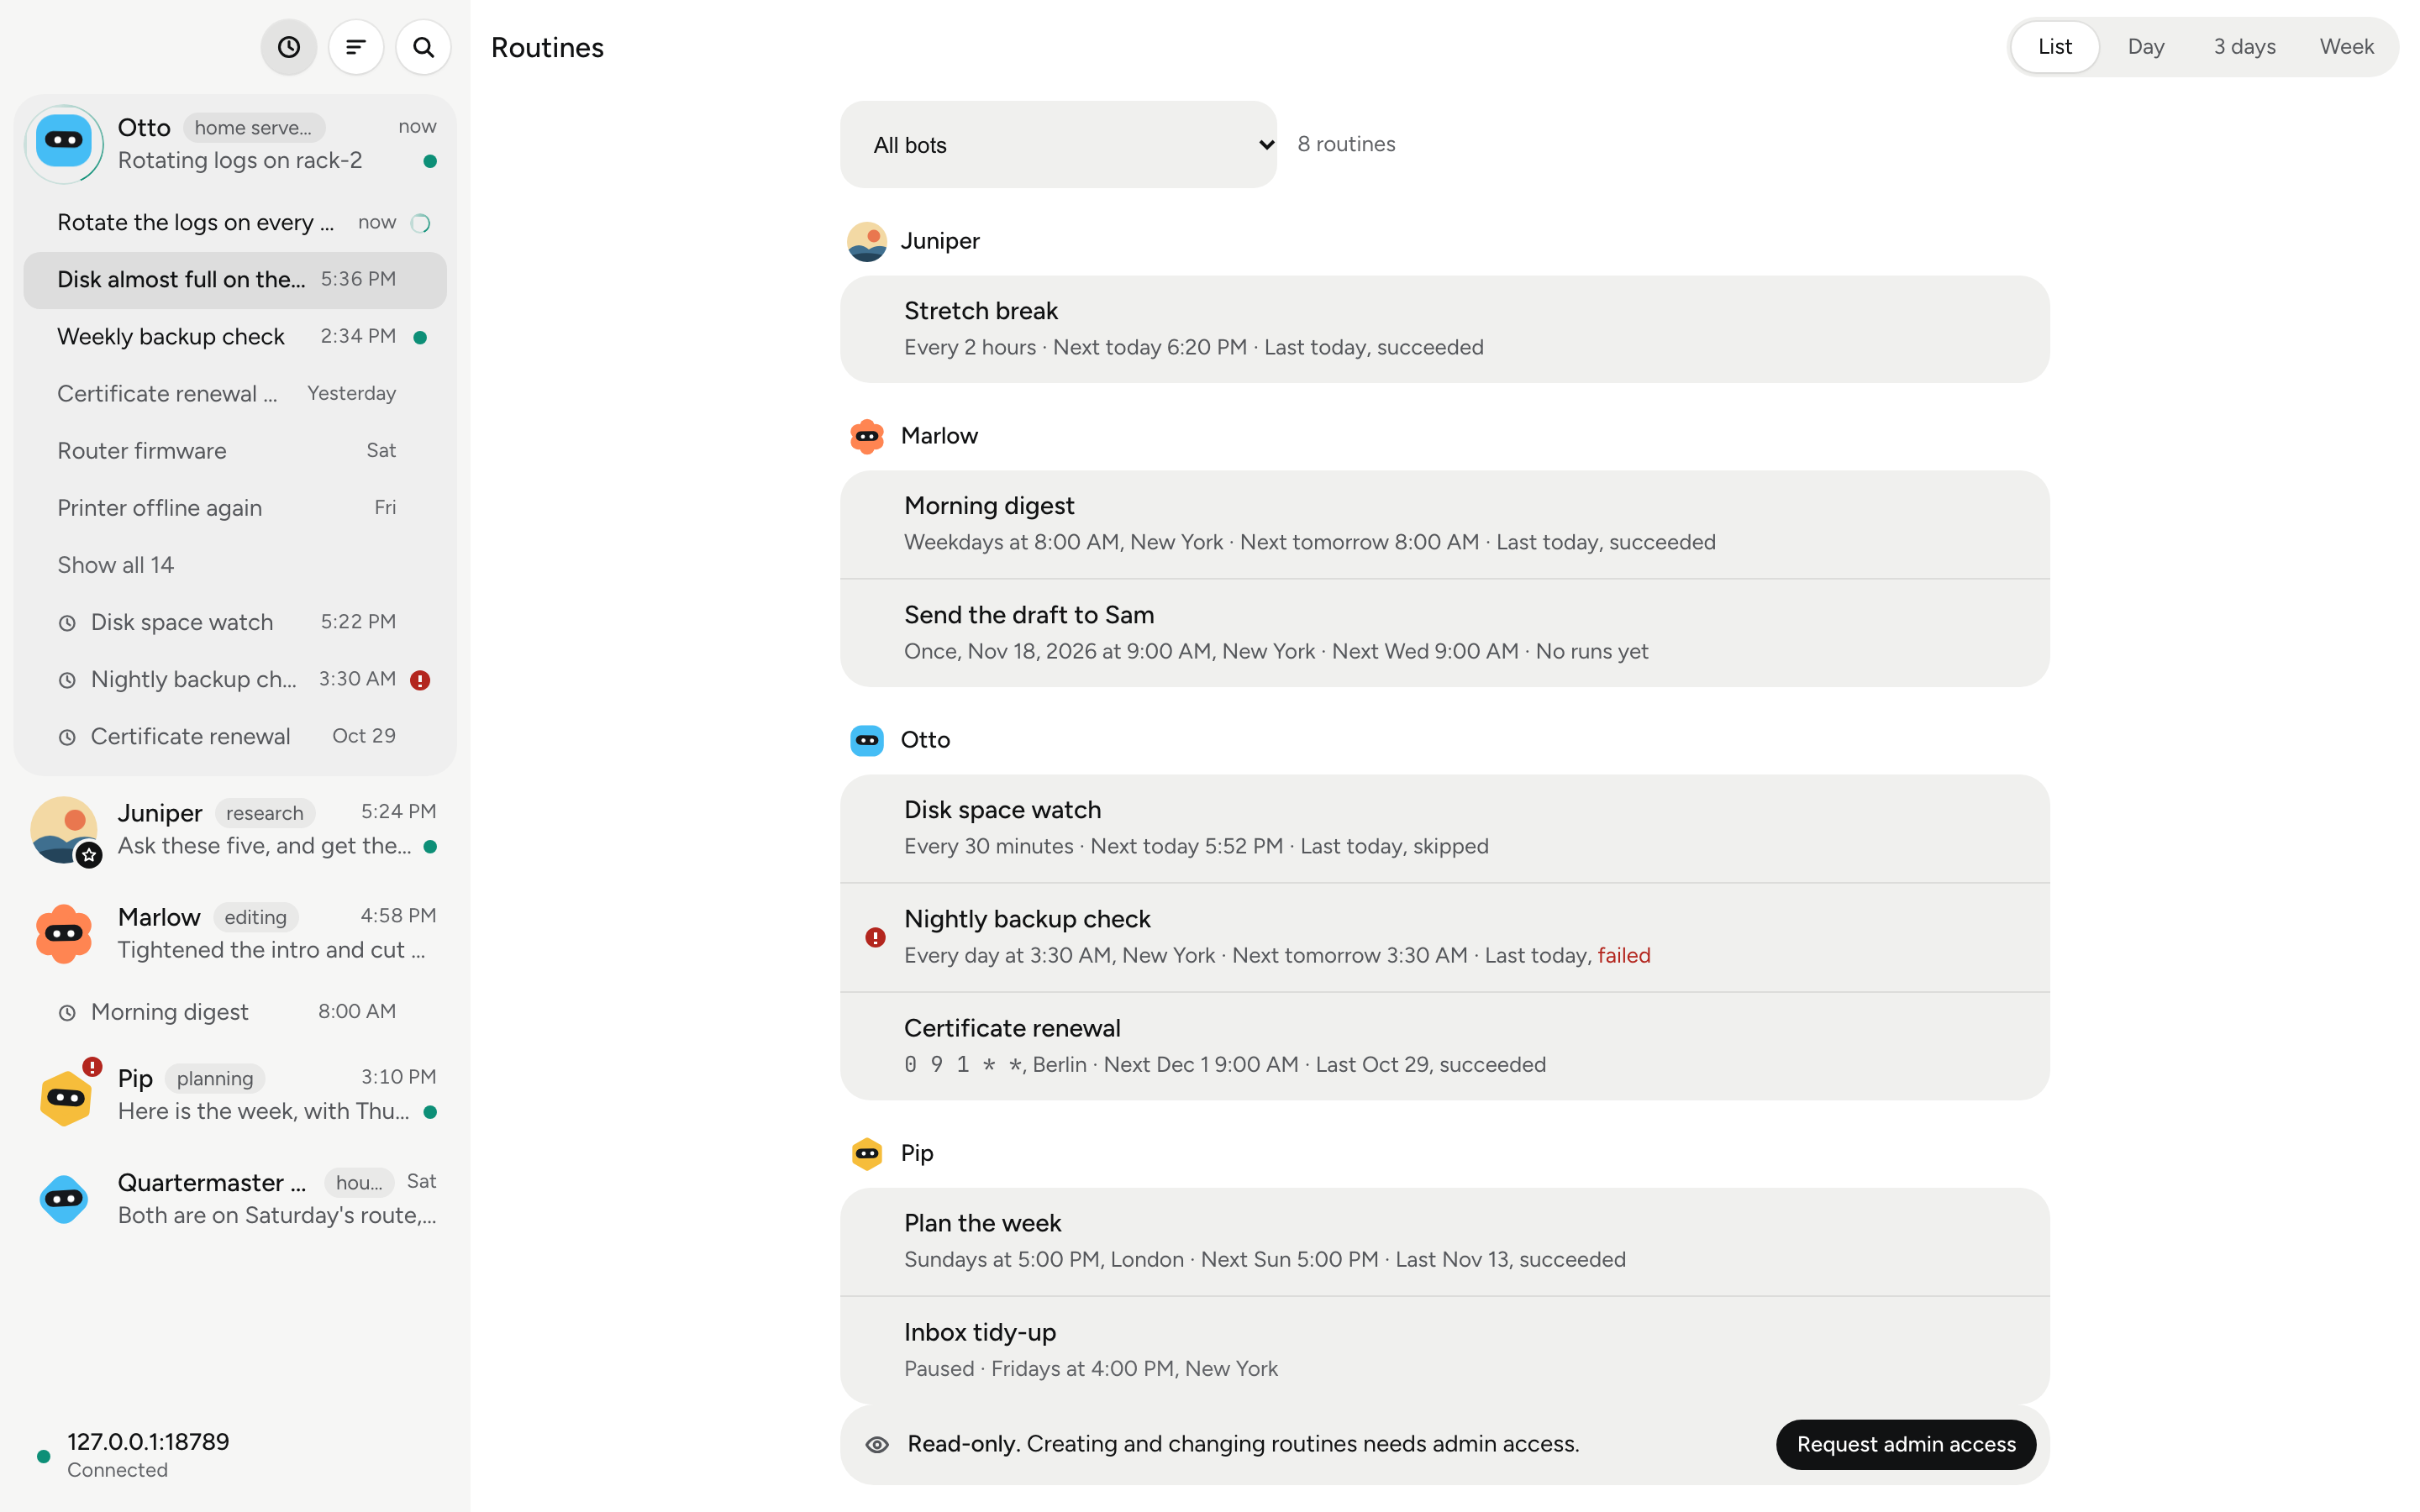 Otto home serve... now
Rotating logs on rack-2
Rotate the logs on every ... now
Disk almost full on the... 5:36 PM
Weekly backup check 2:34 PM
Certificate renewal ... Yesterday
Router firmware Sat
Printer offline again Fri
Show all 14
Disk space watch 5:22 PM
Nightly backup ch... 3:30 AM
Certificate renewal Oct 29
Juniper research 5:24 PM
Ask these five, and get the...
Marlow editing 4:58 PM
Tightened the intro and cut ...
Morning digest 8:00 AM
Pip planning 3:10 PM
Here is the week, with Thu...
Quartermaster ... hou... Sat
Both are on Saturday's route,...
127.0.0.1:18789
Connected
Routines
List Day 3 days Week
All bots 8 routines
Juniper
Stretch break
Every 2 hours · Next today 6:20 PM · Last today, succeeded
Marlow
Morning digest
Weekdays at 8:00 AM, New York · Next tomorrow 8:00 AM · Last today, succeeded
Send the draft to Sam
Once, Nov 18, 2026 at 9:00 AM, New York · Next Wed 9:00 AM · No runs yet
Otto
Disk space watch
Every 30 minutes · Next today 5:52 PM · Last today, skipped
Nightly backup check
Every day at 3:30 AM, New York · Next tomorrow 3:30 AM · Last today, failed
Certificate renewal
0 9 1 * *, Berlin · Next Dec 1 9:00 AM · Last Oct 29, succeeded
Pip
Plan the week
Sundays at 5:00 PM, London · Next Sun 5:00 PM · Last Nov 13, succeeded
Inbox tidy-up
Paused · Fridays at 4:00 PM, New York
Read-only. Creating and changing routines needs admin access.
Request admin access